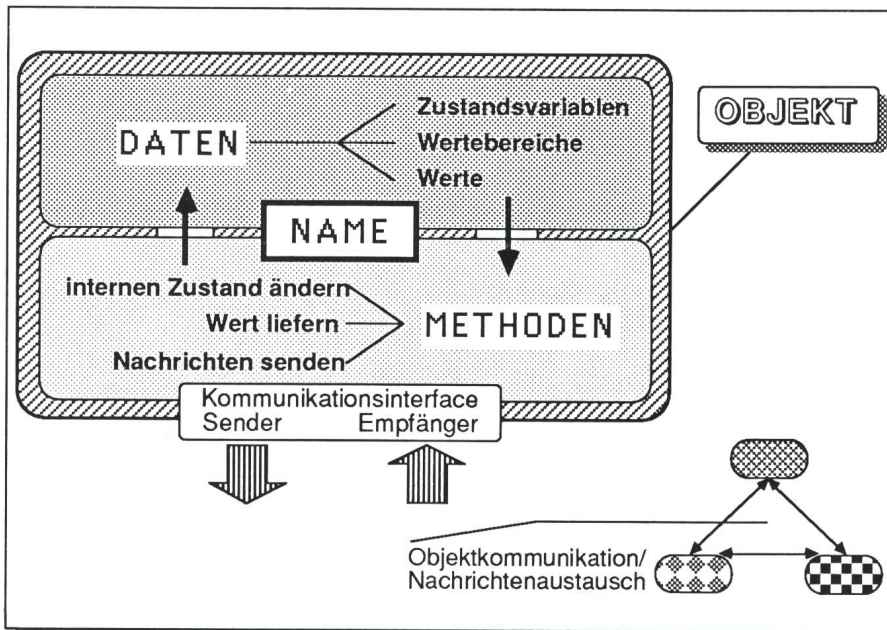 OBJEKT
DATEN
Zustandsvariablen
Wertebereiche
Werte
NAME
internen Zustand ändern
Wert liefern
Nachrichten senden
METHODEN
Kommunikationsinterface
Sender Empfänger
Objektkommunikation/
Nachrichtenaustausch